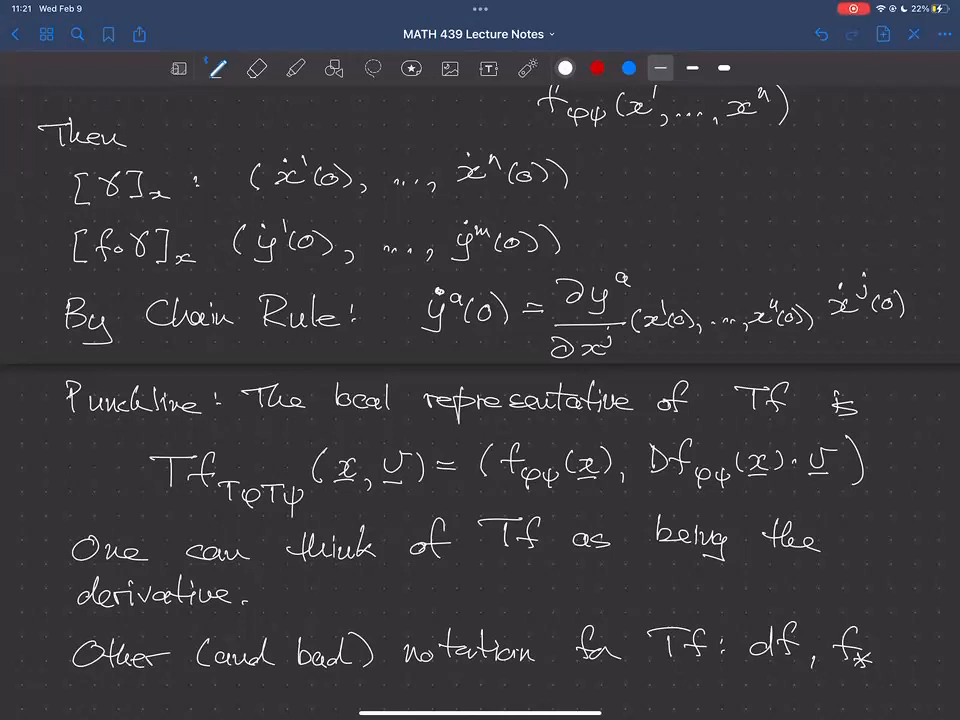 11:21 Wed Feb 9 22%
MATH 439 Lecture Notes
f_φψ(x¹, ..., xⁿ)
Then
[γ]ₓ : (ẋ¹(0), ..., ẋⁿ(0))
[f∘γ]ₓ (ẏ¹(0), ..., ẏᵐ(0))
By Chain Rule: ẏᵃ(0) = ∂yᵃ/∂xʲ (x¹(0), ..., xⁿ(0)) ẋʲ(0)
Punchline: The local representative of Tf is
Tf_TφTψ (x, v) = (f_φψ(x), Df_φψ(x) · v)
One can think of Tf as being the
derivative.
Other (and bad) notation for Tf: df, f_*